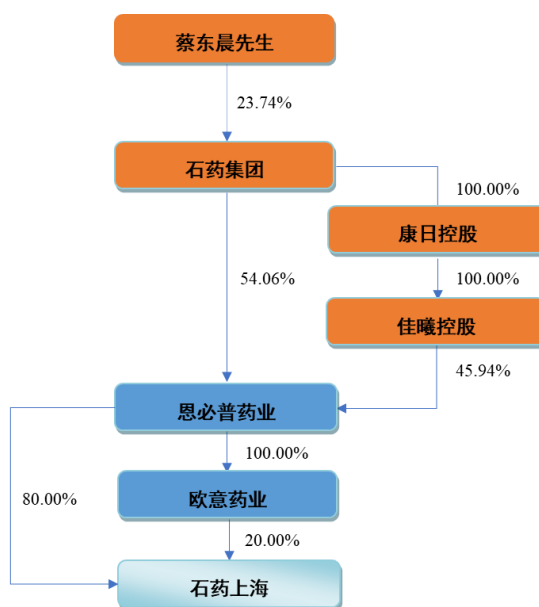 蔡东晨先生
23.74%
石药集团
100.00%
康日控股
54.06%
100.00%
佳曦控股
45.94%
恩必普药业
100.00%
80.00%
欧意药业
20.00%
石药上海